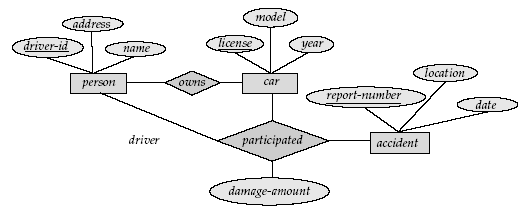 model
address
driver-id
name
license
year
person
owns
car
location
report-number
date
driver
participated
accident
damage-amount